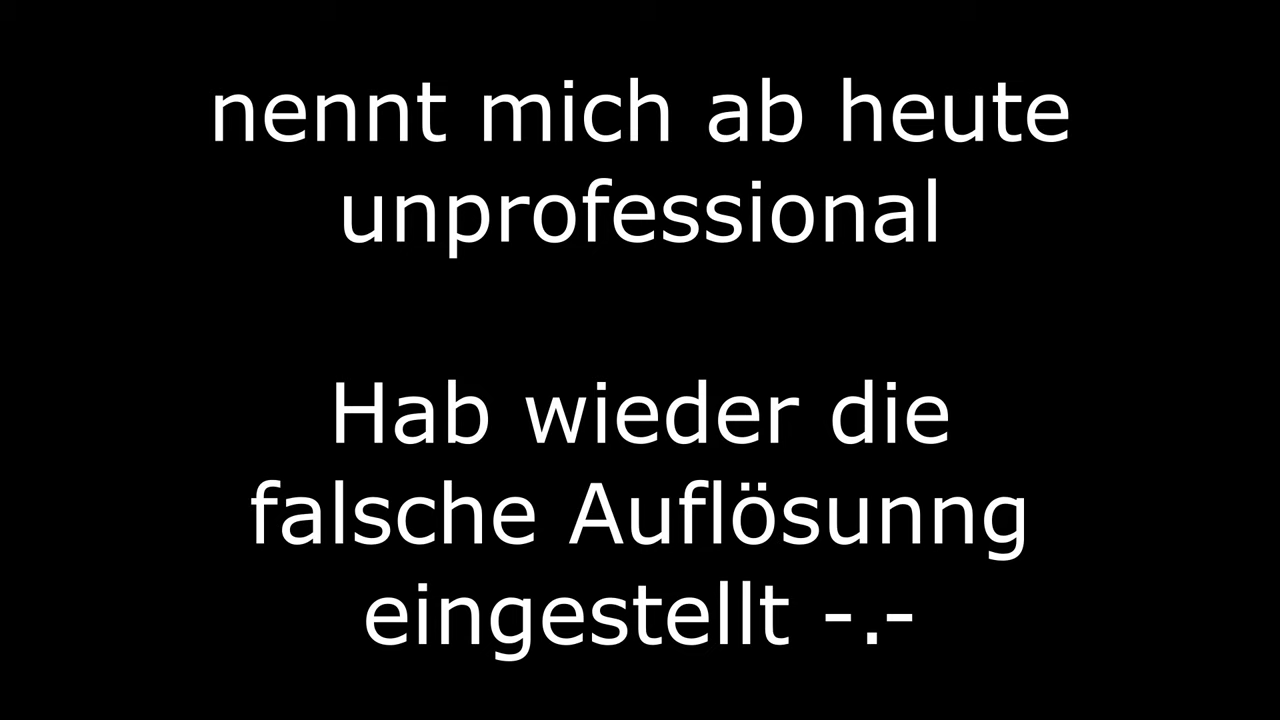 nennt mich ab heute
unprofessional
Hab wieder die
falsche Auflösunng
eingestellt -.-